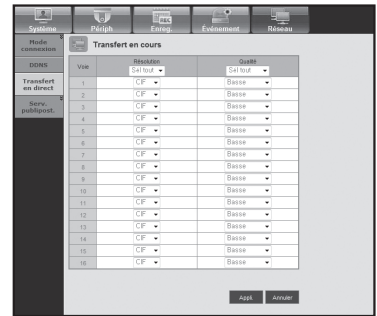 Système Périph Enreg. Événement Réseau
Mode connexion
DDNS
Transfert en direct
Serv. publipost.
Transfert en cours
Voie Résolution Qualité
Sel tout Sel tout
1 CIF Basse
2 CIF Basse
3 CIF Basse
4 CIF Basse
5 CIF Basse
6 CIF Basse
7 CIF Basse
8 CIF Basse
9 CIF Basse
10 CIF Basse
11 CIF Basse
12 CIF Basse
13 CIF Basse
14 CIF Basse
15 CIF Basse
16 CIF Basse
Appli. Annuler